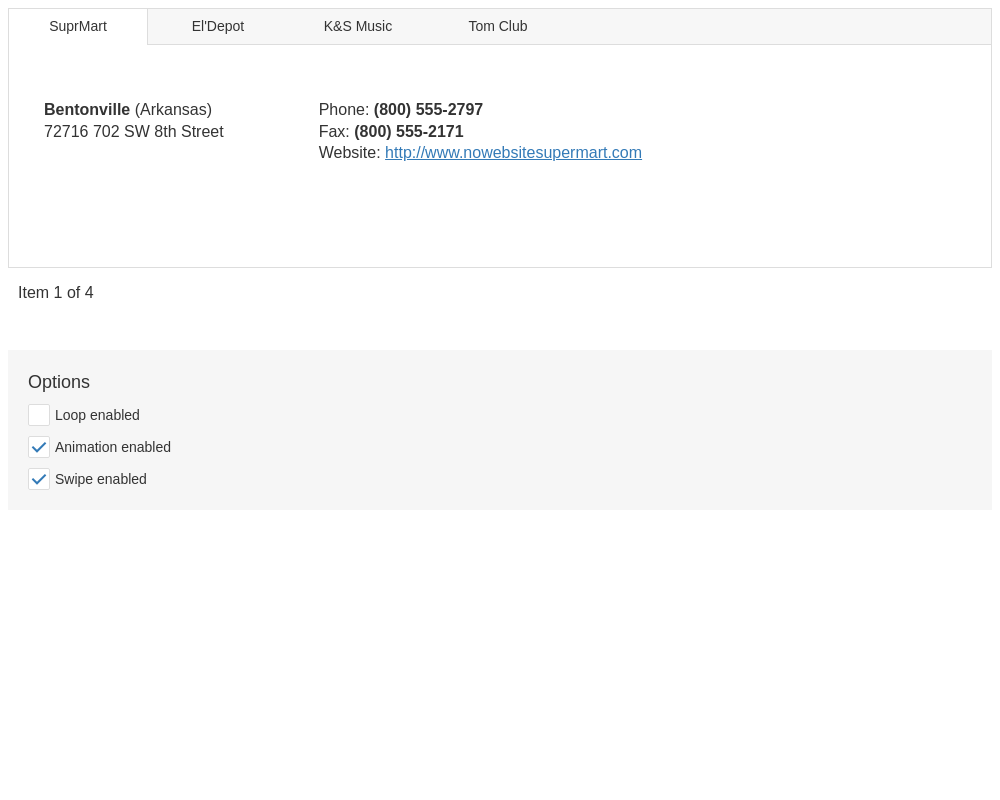 SuprMart El'Depot K&S Music Tom Club
Bentonville (Arkansas)
72716 702 SW 8th Street
Phone: (800) 555-2797
Fax: (800) 555-2171
Website: http://www.nowebsitesupermart.com
Item 1 of 4
Options
Loop enabled
Animation enabled
Swipe enabled